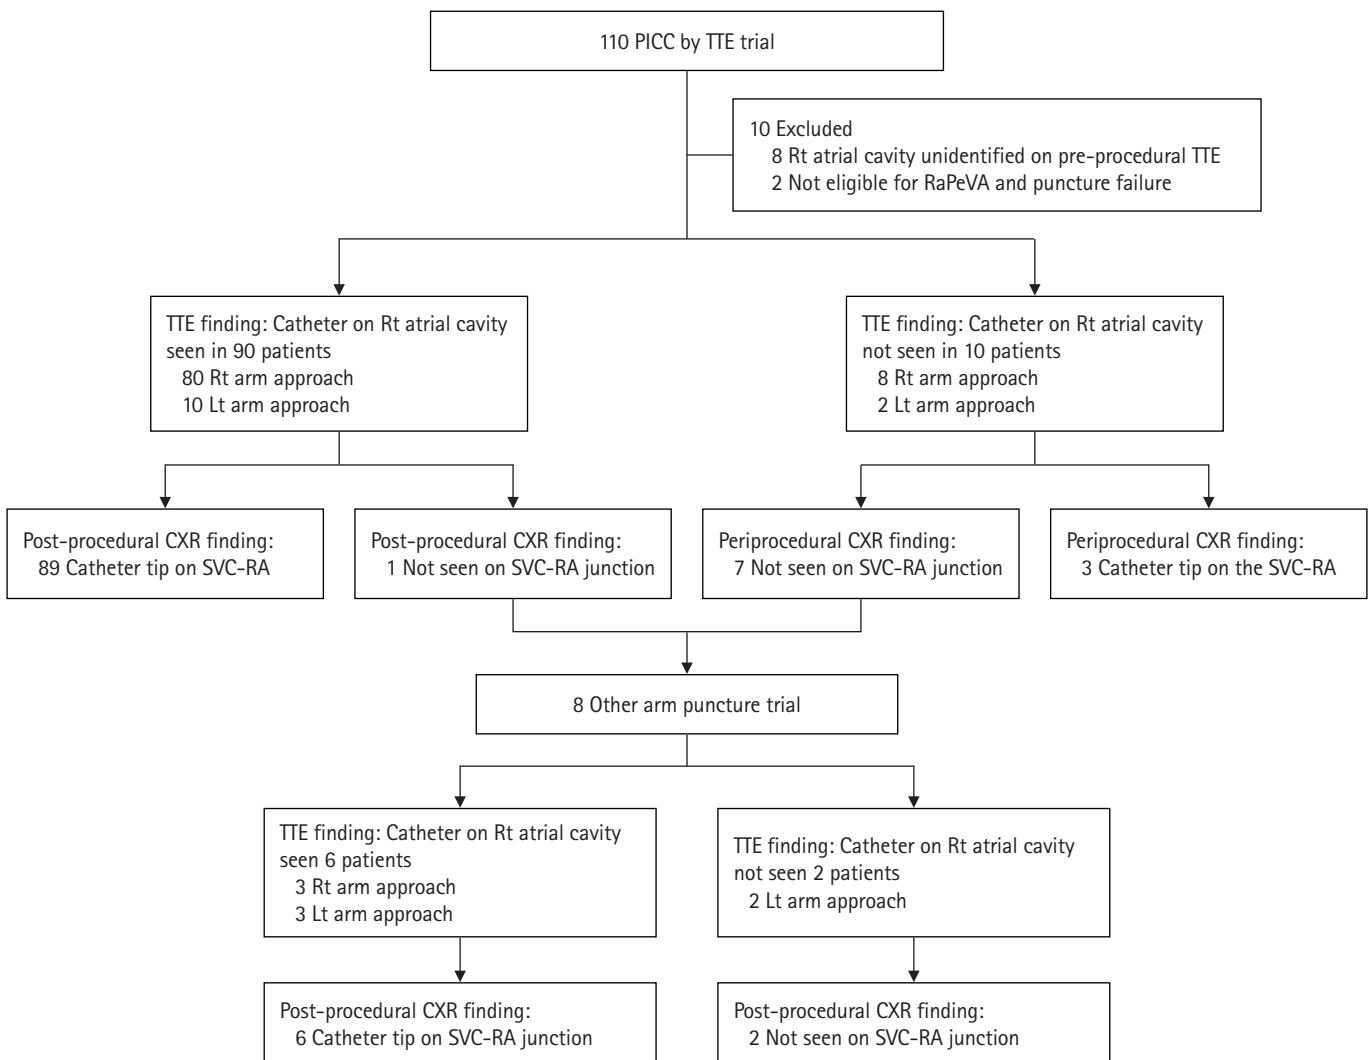 110 PICC by TTE trial
10 Excluded
8 Rt atrial cavity unidentified on pre-procedural TTE
2 Not eligible for RaPeVA and puncture failure
TTE finding: Catheter on Rt atrial cavity
seen in 90 patients
80 Rt arm approach
10 Lt arm approach
TTE finding: Catheter on Rt atrial cavity
not seen in 10 patients
8 Rt arm approach
2 Lt arm approach
Post-procedural CXR finding:
89 Catheter tip on SVC-RA
Post-procedural CXR finding:
1 Not seen on SVC-RA junction
Periprocedural CXR finding:
7 Not seen on SVC-RA junction
Periprocedural CXR finding:
3 Catheter tip on the SVC-RA
8 Other arm puncture trial
TTE finding: Catheter on Rt atrial cavity
seen 6 patients
3 Rt arm approach
3 Lt arm approach
TTE finding: Catheter on Rt atrial cavity
not seen 2 patients
2 Lt arm approach
Post-procedural CXR finding:
6 Catheter tip on SVC-RA junction
Post-procedural CXR finding:
2 Not seen on SVC-RA junction